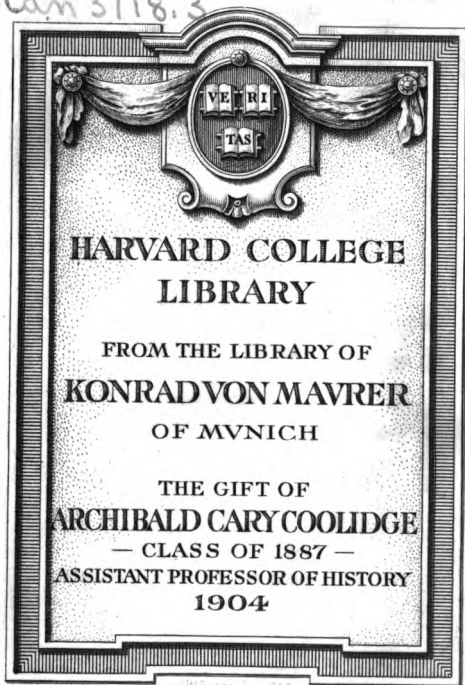 VE RI
TAS
HARVARD COLLEGE
LIBRARY
FROM THE LIBRARY OF
KONRAD VON MAVRER
OF MVNICH
THE GIFT OF
ARCHIBALD CARY COOLIDGE
— CLASS OF 1887 —
ASSISTANT PROFESSOR OF HISTORY
1904